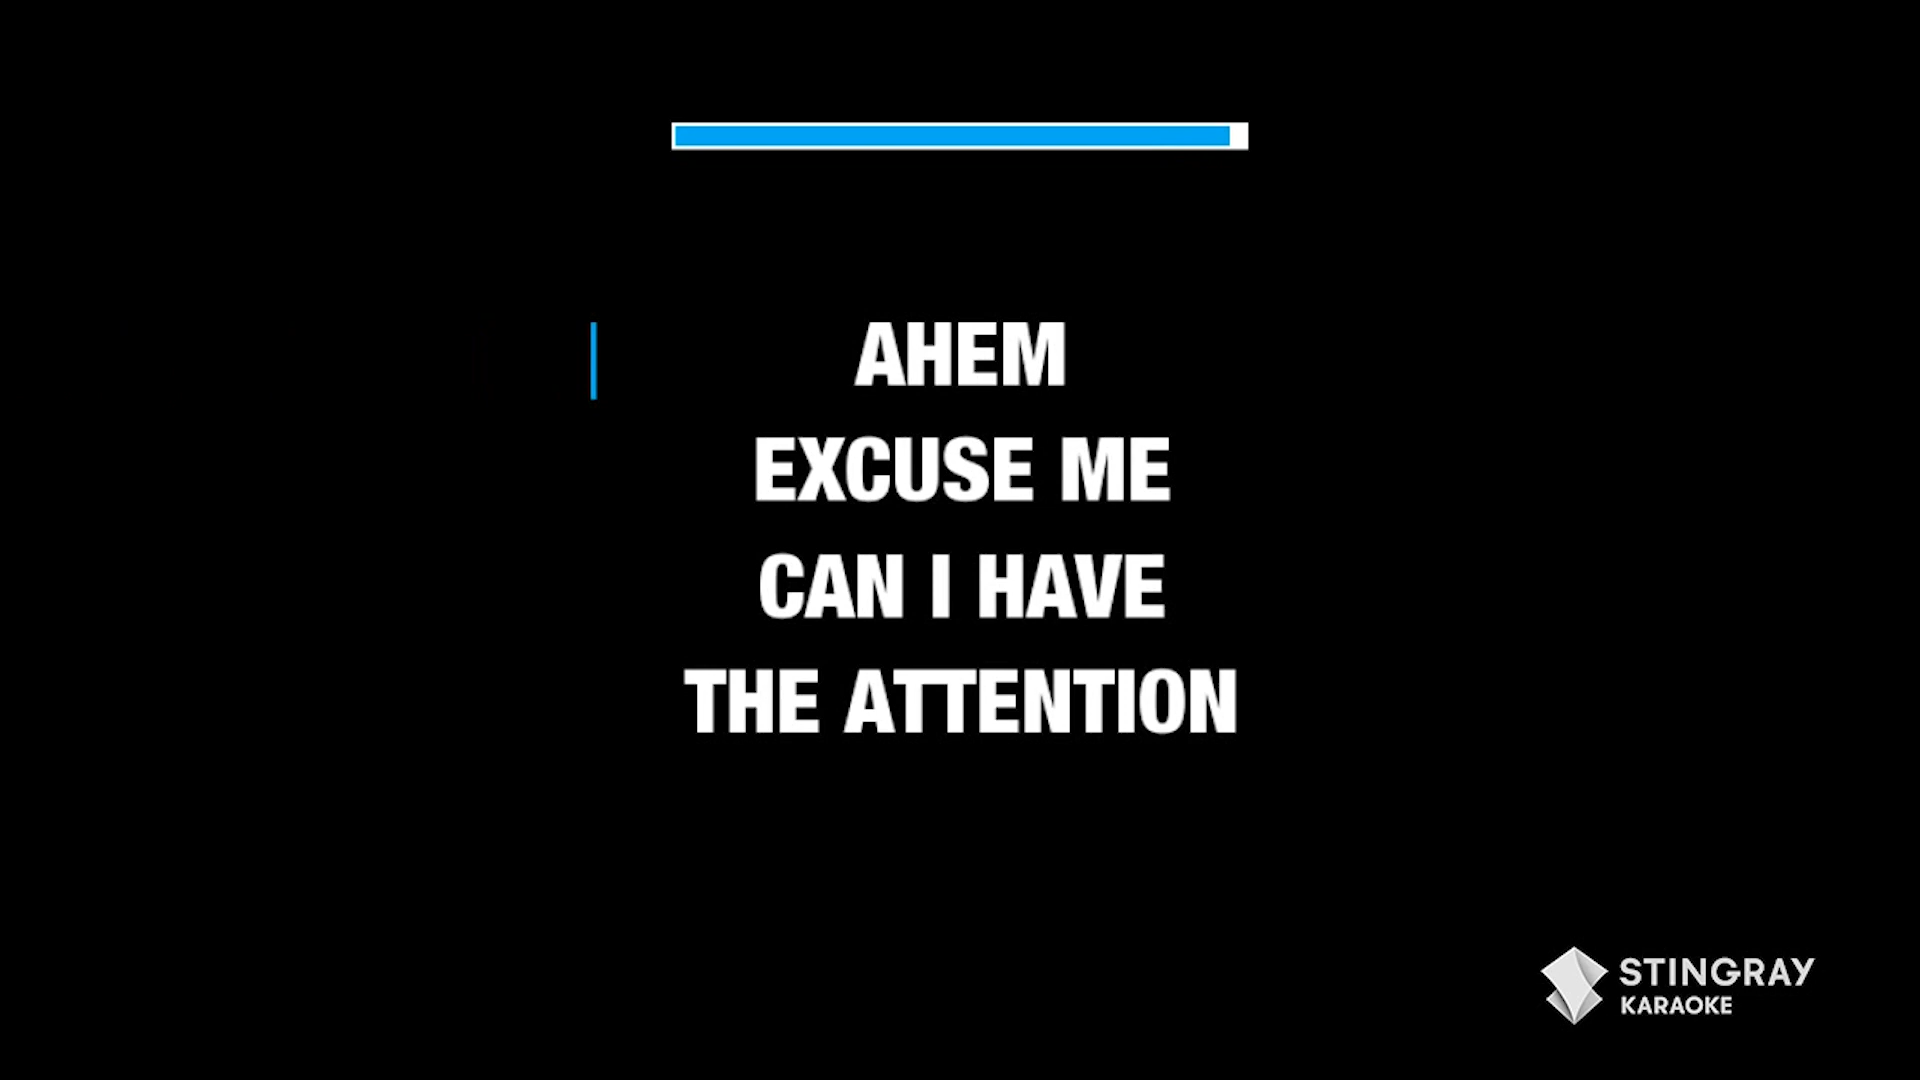 AHEM
EXCUSE ME
CAN I HAVE
THE ATTENTION
STINGRAY
KARAOKE